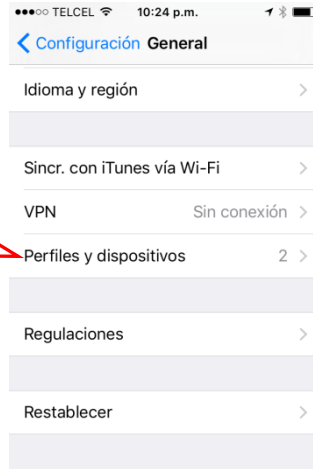 TELCEL 10:24 p.m.
Configuración General
Idioma y región
Sincr. con iTunes vía Wi-Fi
VPN Sin conexión
Perfiles y dispositivos 2
Regulaciones
Restablecer